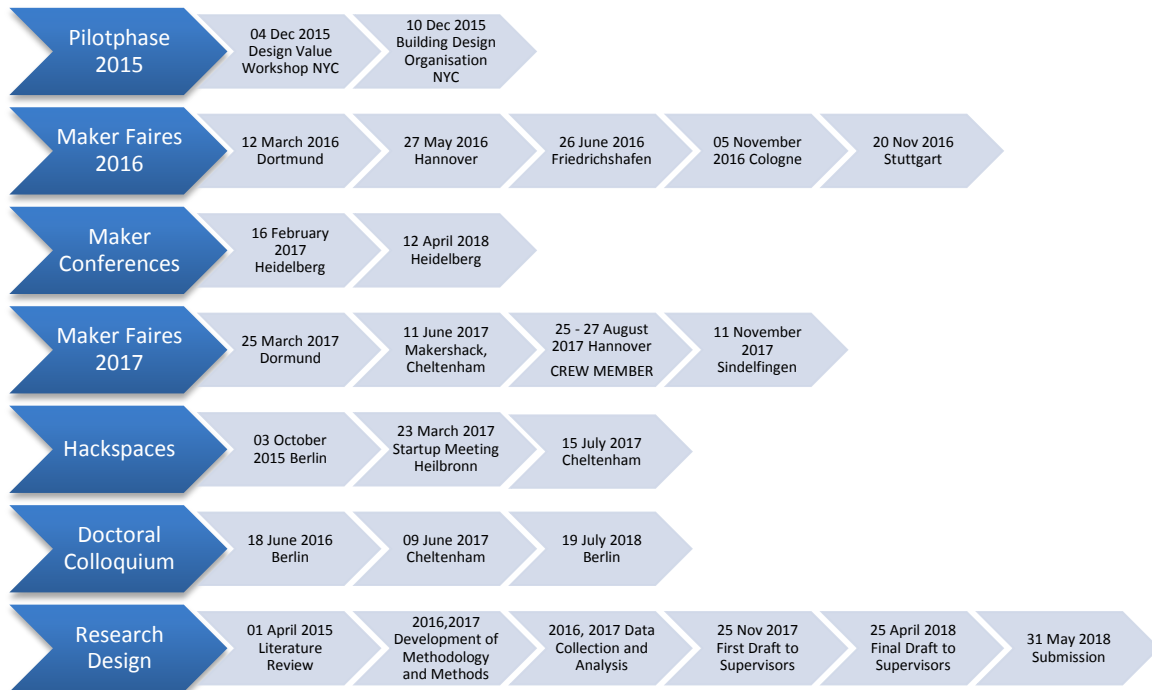 Pilotphase
2015
04 Dec 2015
Design Value
Workshop NYC
10 Dec 2015
Building Design
Organisation
NYC
Maker Faires
2016
12 March 2016
Dortmund
27 May 2016
Hannover
26 June 2016
Friedrichshafen
05 November
2016 Cologne
20 Nov 2016
Stuttgart
Maker
Conferences
16 February
2017
Heidelberg
12 April 2018
Heidelberg
Maker Faires
2017
25 March 2017
Dormund
11 June 2017
Makershack,
Cheltenham
25 - 27 August
2017 Hannover
CREW MEMBER
11 November
2017
Sindelfingen
Hackspaces
03 October
2015 Berlin
23 March 2017
Startup Meeting
Heilbronn
15 July 2017
Cheltenham
Doctoral
Colloquium
18 June 2016
Berlin
09 June 2017
Cheltenham
19 July 2018
Berlin
Research
Design
01 April 2015
Literature
Review
2016,2017
Development of
Methodology
and Methods
2016, 2017 Data
Collection and
Analysis
25 Nov 2017
First Draft to
Supervisors
25 April 2018
Final Draft to
Supervisors
31 May 2018
Submission